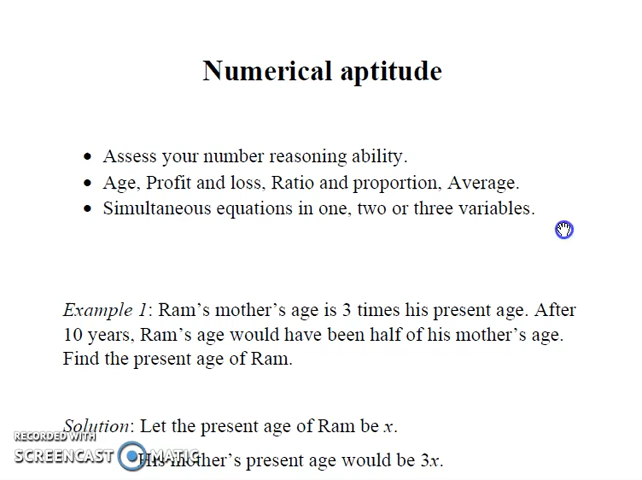 Numerical aptitude
• Assess your number reasoning ability.
• Age, Profit and loss, Ratio and proportion, Average.
• Simultaneous equations in one, two or three variables.
Example 1: Ram's mother's age is 3 times his present age. After
10 years, Ram's age would have been half of his mother's age.
Find the present age of Ram.
Solution: Let the present age of Ram be x.
RECORDED WITH
SCREENCAST MATIC
His mother's present age would be 3x.